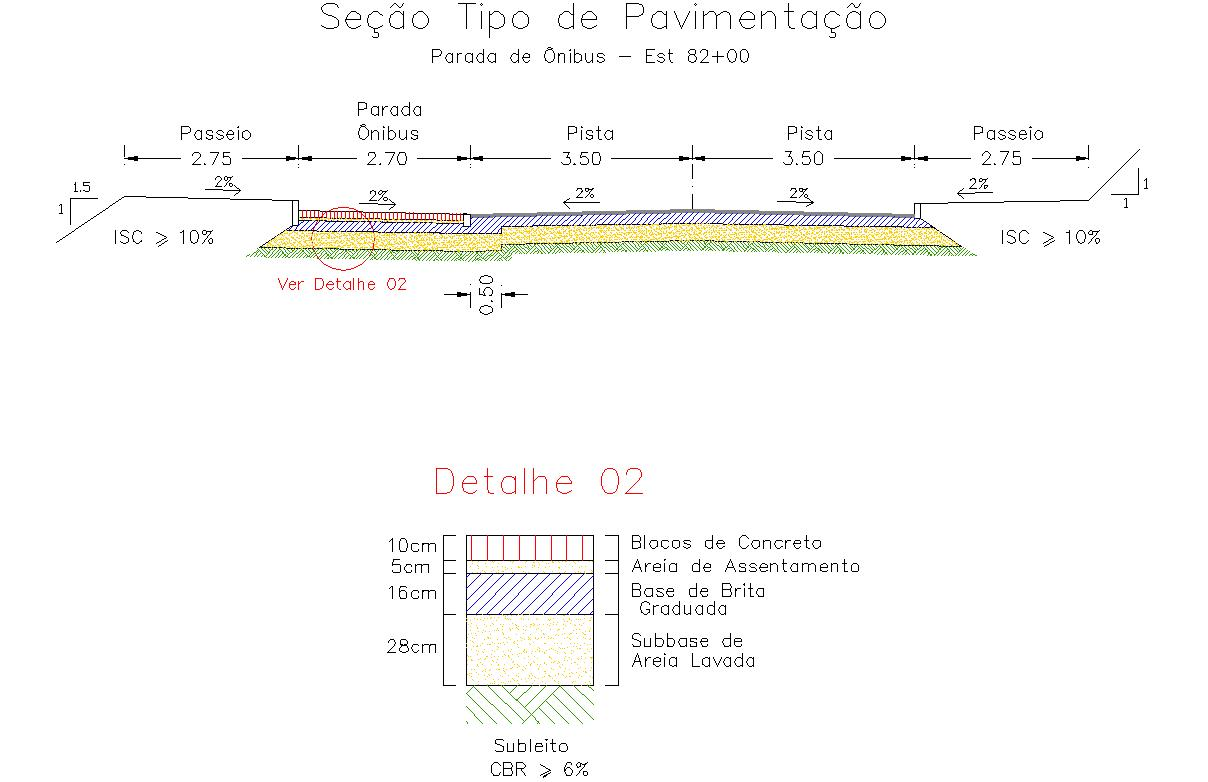 Seção Tipo de Pavimentação
Parada de Ônibus – Est 82+00
Parada
Passeio Ônibus Pista Pista Passeio
2.75 2.70 3.50 3.50 2.75
1.5
1
2%
2%
2%
2%
2%
1
1
ISC ⩾ 10%
ISC ⩾ 10%
Ver Detalhe 02
0.50
Detalhe 02
10cm Blocos de Concreto
5cm Areia de Assentamento
16cm Base de Brita
Graduada
28cm Subbase de
Areia Lavada
Subleito
CBR ⩾ 6%